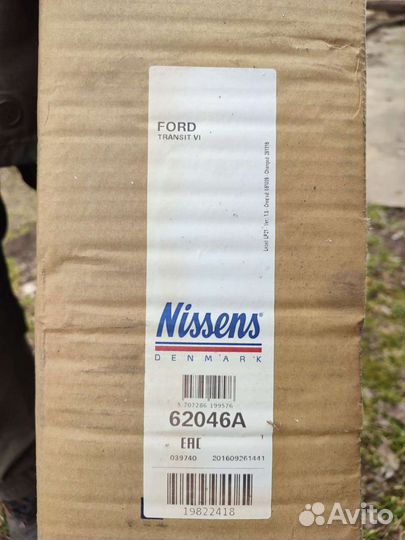 FORD
TRANSIT VI
Nissens®
DENMARK
5 707286 199576
62046A
EAC
039740 201609261441
19822418
Avito